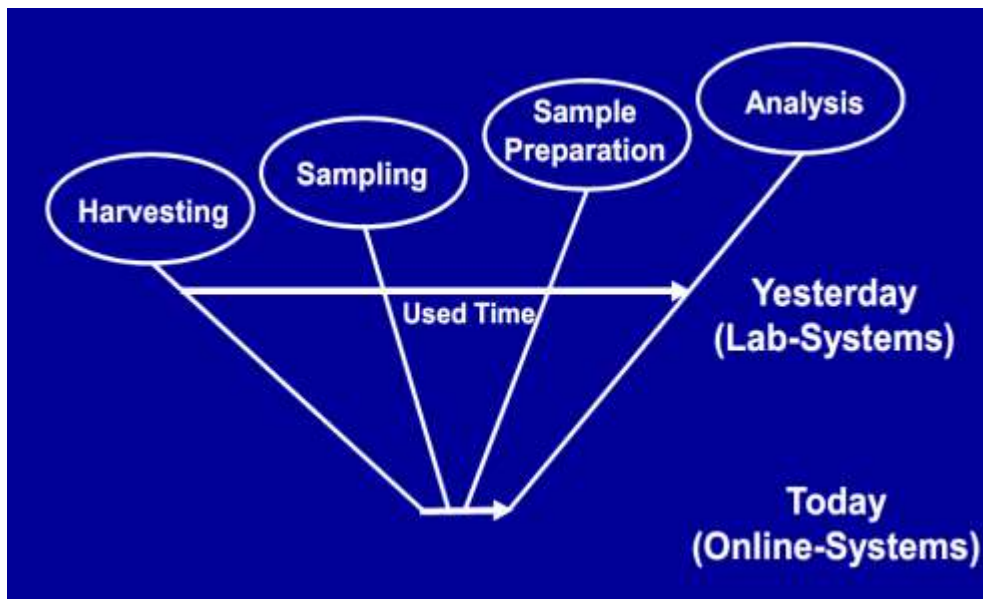 Harvesting
Sampling
Sample
Preparation
Analysis
Used Time
Yesterday
(Lab-Systems)
Today
(Online-Systems)